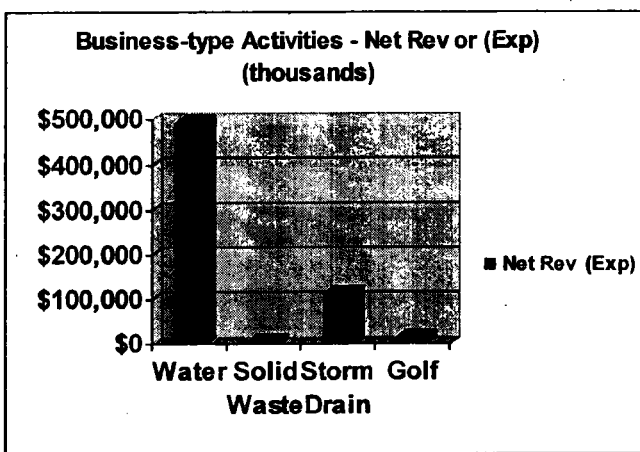 Business-type Activities - Net Rev or (Exp)
(thousands)
$500,000
$400,000
$300,000
$200,000
$100,000
$0
Water Solid Storm Golf
Waste Drain
Net Rev (Exp)